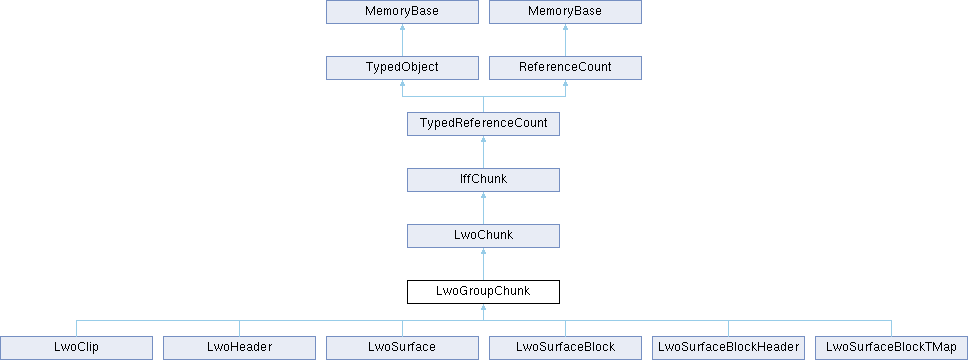 MemoryBase
MemoryBase
TypedObject
ReferenceCount
TypedReferenceCount
IffChunk
LwoChunk
LwoGroupChunk
LwoClip
LwoHeader
LwoSurface
LwoSurfaceBlock
LwoSurfaceBlockHeader
LwoSurfaceBlockTMap